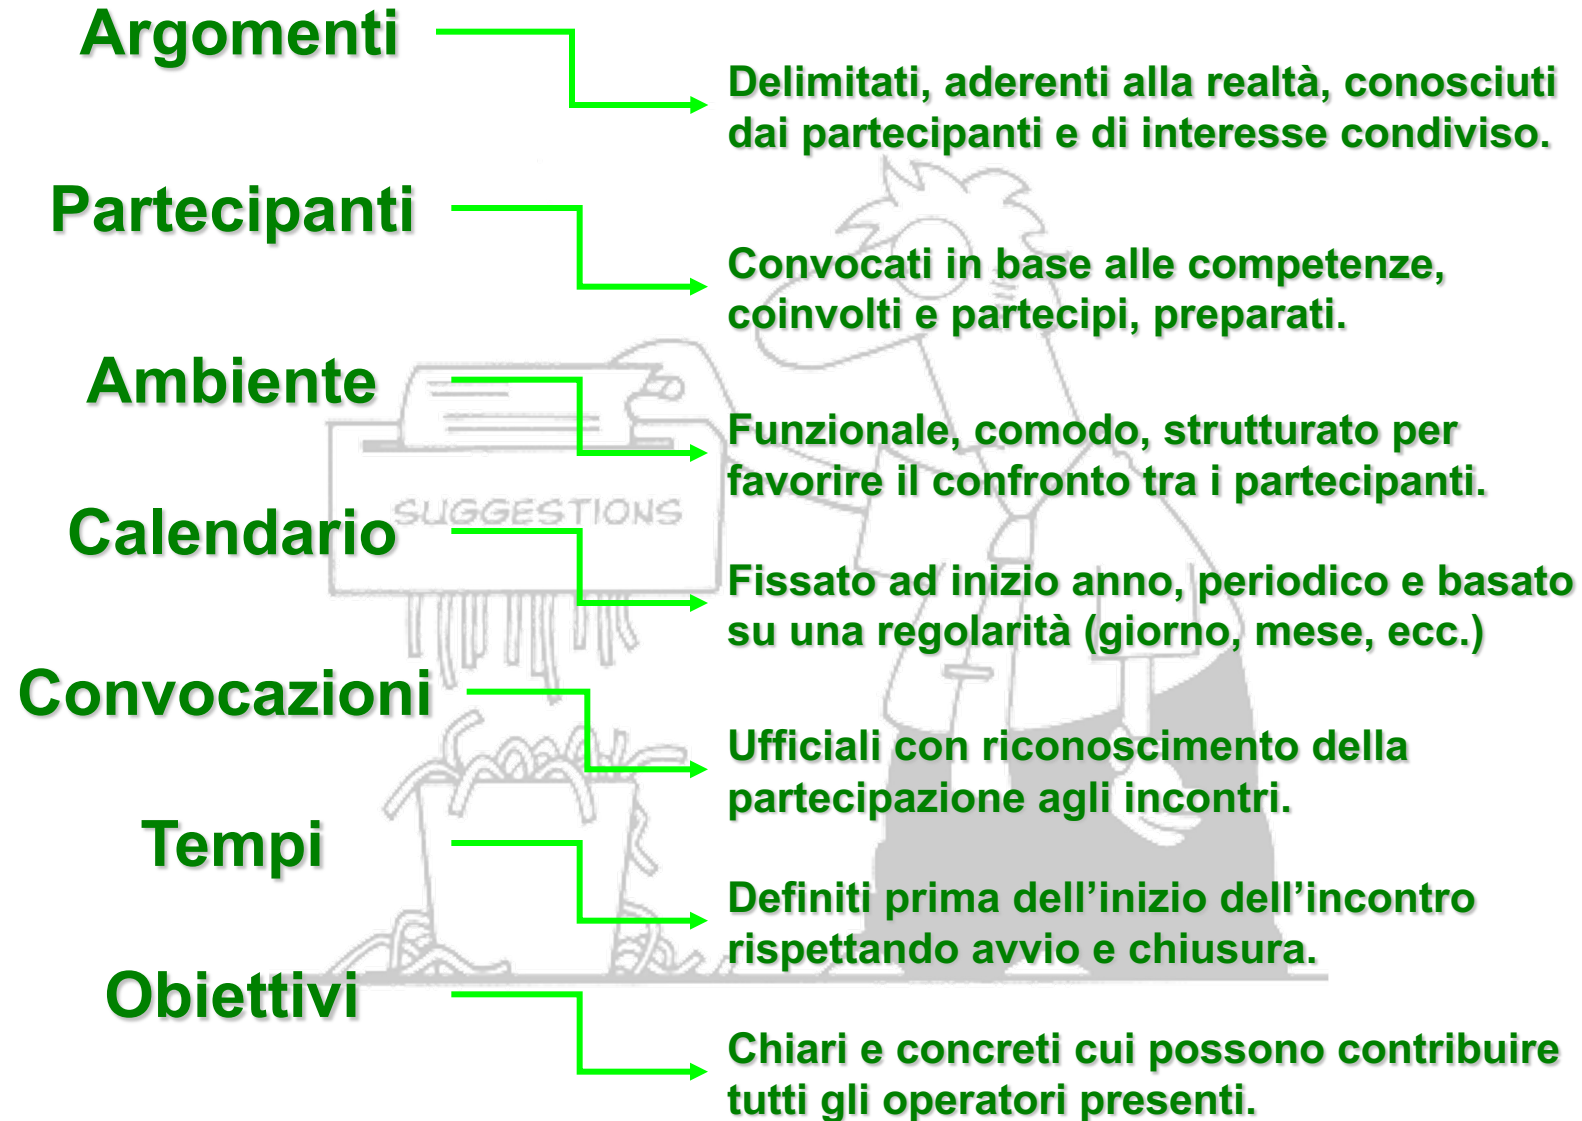 Argomenti
Delimitati, aderenti alla realtà, conosciuti
dai partecipanti e di interesse condiviso.
Partecipanti
Convocati in base alle competenze,
coinvolti e partecipi, preparati.
Ambiente
Funzionale, comodo, strutturato per
favorire il confronto tra i partecipanti.
SUGGESTIONS
Calendario
Fissato ad inizio anno, periodico e basato
su una regolarità (giorno, mese, ecc.)
Convocazioni
Ufficiali con riconoscimento della
partecipazione agli incontri.
Tempi
Definiti prima dell’inizio dell’incontro
rispettando avvio e chiusura.
Obiettivi
Chiari e concreti cui possono contribuire
tutti gli operatori presenti.